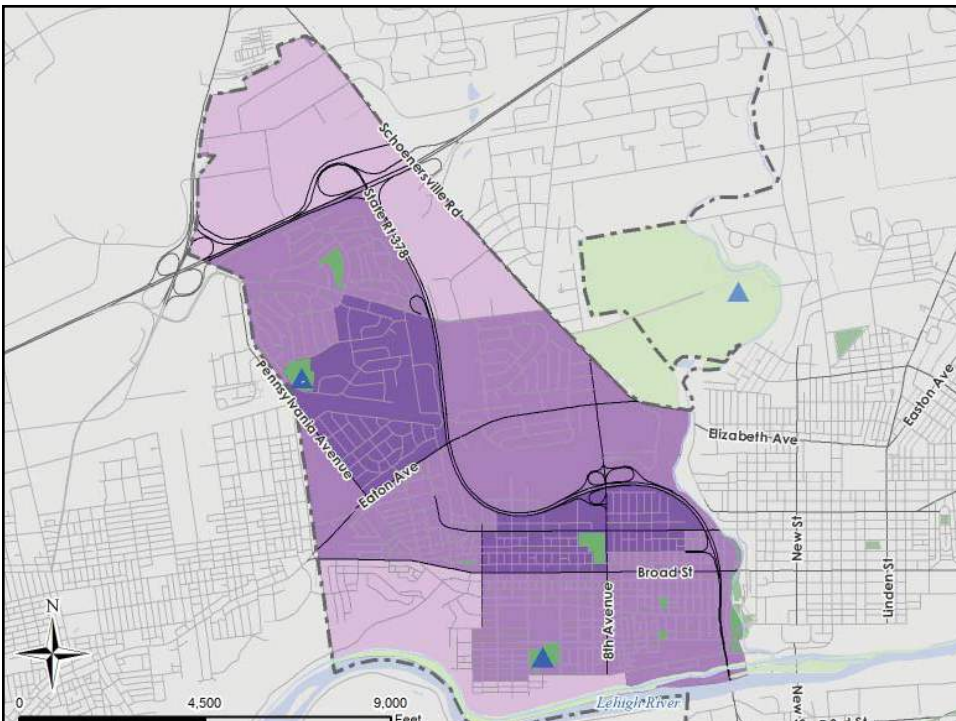 Schoenersville Rd
State Rt 378
Pennsylvania Avenue
Eaton Ave
Easton Ave
Elizabeth Ave
New St
Linden St
Broad St
8th Avenue
N
0
4,500
9,000
Feet
Lehigh River
New